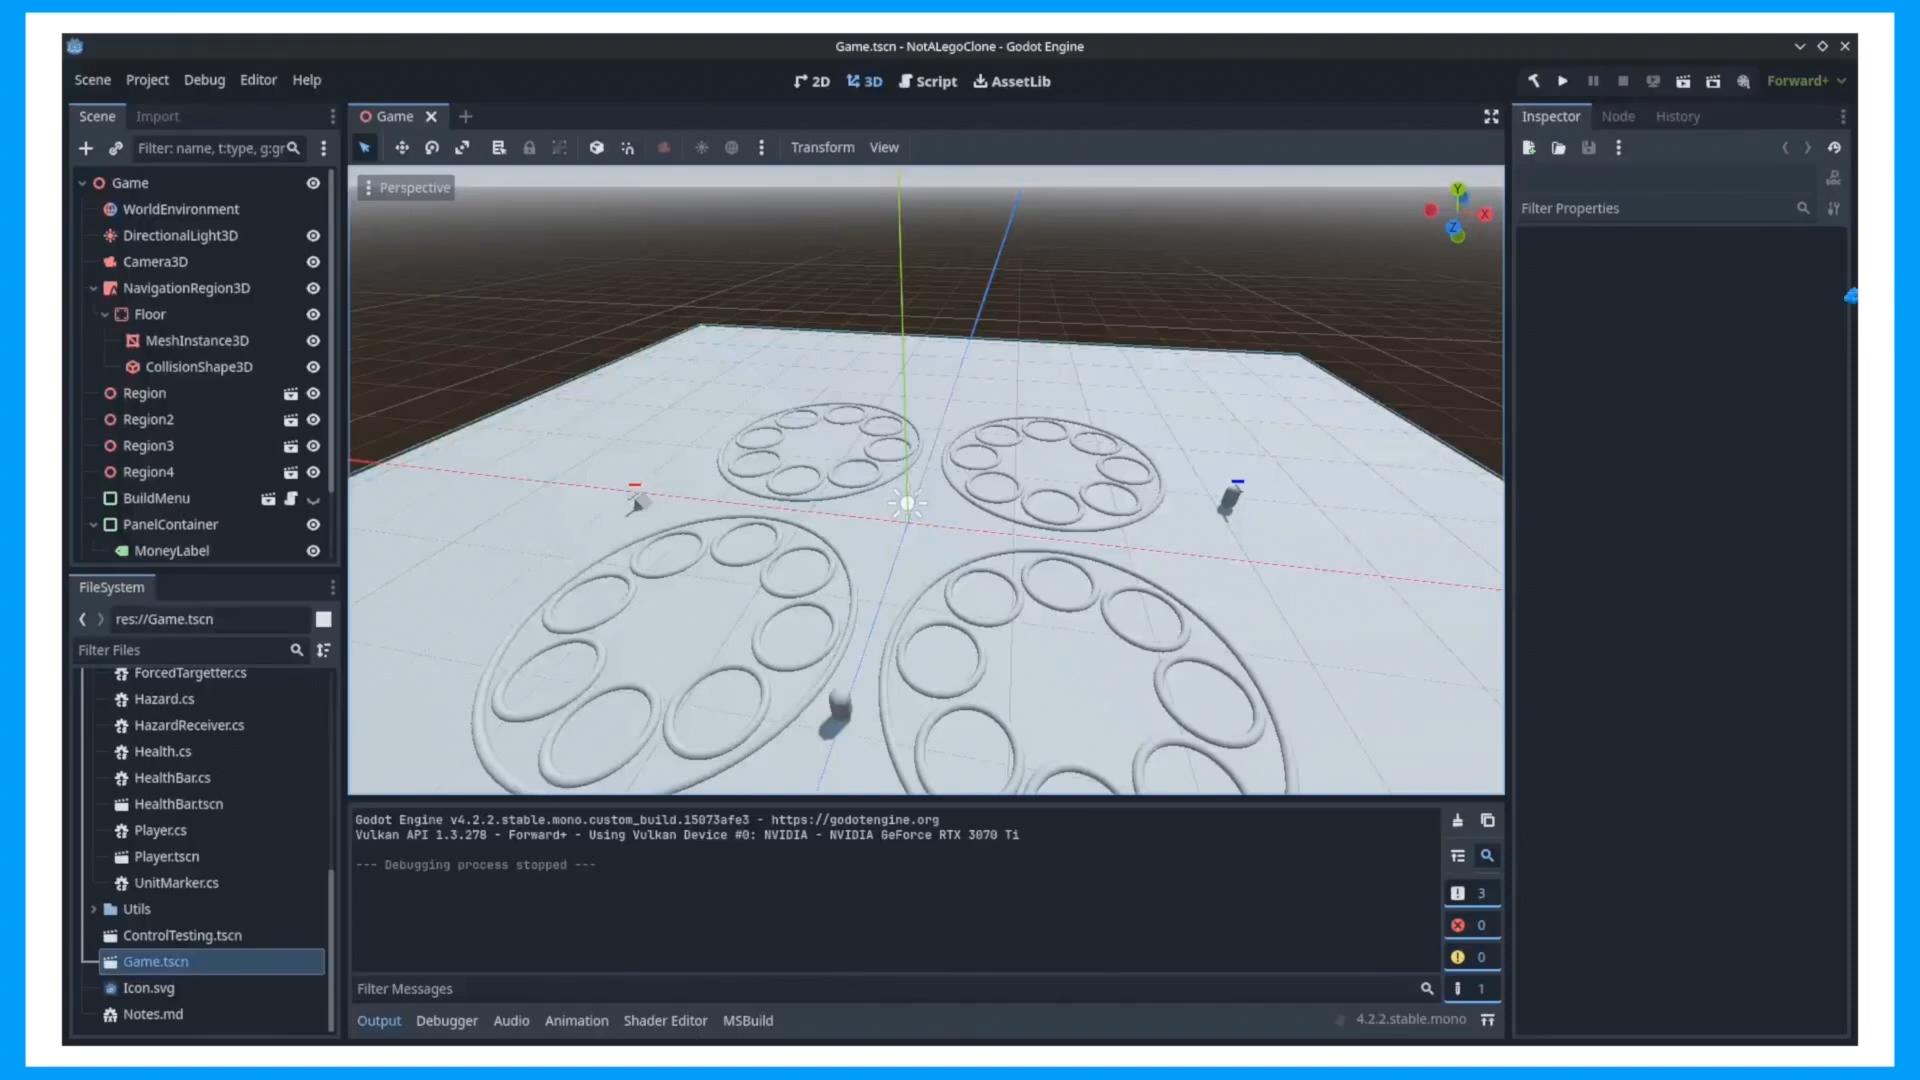 Game.tscn - NotALegoClone - Godot Engine
Scene Project Debug Editor Help
2D 3D Script AssetLib
Forward+
Scene Import
Filter: name, t:type, g:gr
Game
WorldEnvironment
DirectionalLight3D
Camera3D
NavigationRegion3D
Floor
MeshInstance3D
CollisionShape3D
Region
Region2
Region3
Region4
BuildMenu
PanelContainer
MoneyLabel
FileSystem
res://Game.tscn
Filter Files
ForcedTargetter.cs
Hazard.cs
HazardReceiver.cs
Health.cs
HealthBar.cs
HealthBar.tscn
Player.cs
Player.tscn
UnitMarker.cs
Utils
ControlTesting.tscn
Game.tscn
Icon.svg
Notes.md
Game
Transform View
Perspective
Y
X
Z
Godot Engine v4.2.2.stable.mono.custom_build.15073afe3 - https://godotengine.org
Vulkan API 1.3.278 - Forward+ - Using Vulkan Device #0: NVIDIA - NVIDIA GeForce RTX 3070 Ti
--- Debugging process stopped ---
3
0
0
1
Filter Messages
Output Debugger Audio Animation Shader Editor MSBuild
4.2.2.stable.mono
Inspector Node History
DOC
Filter Properties